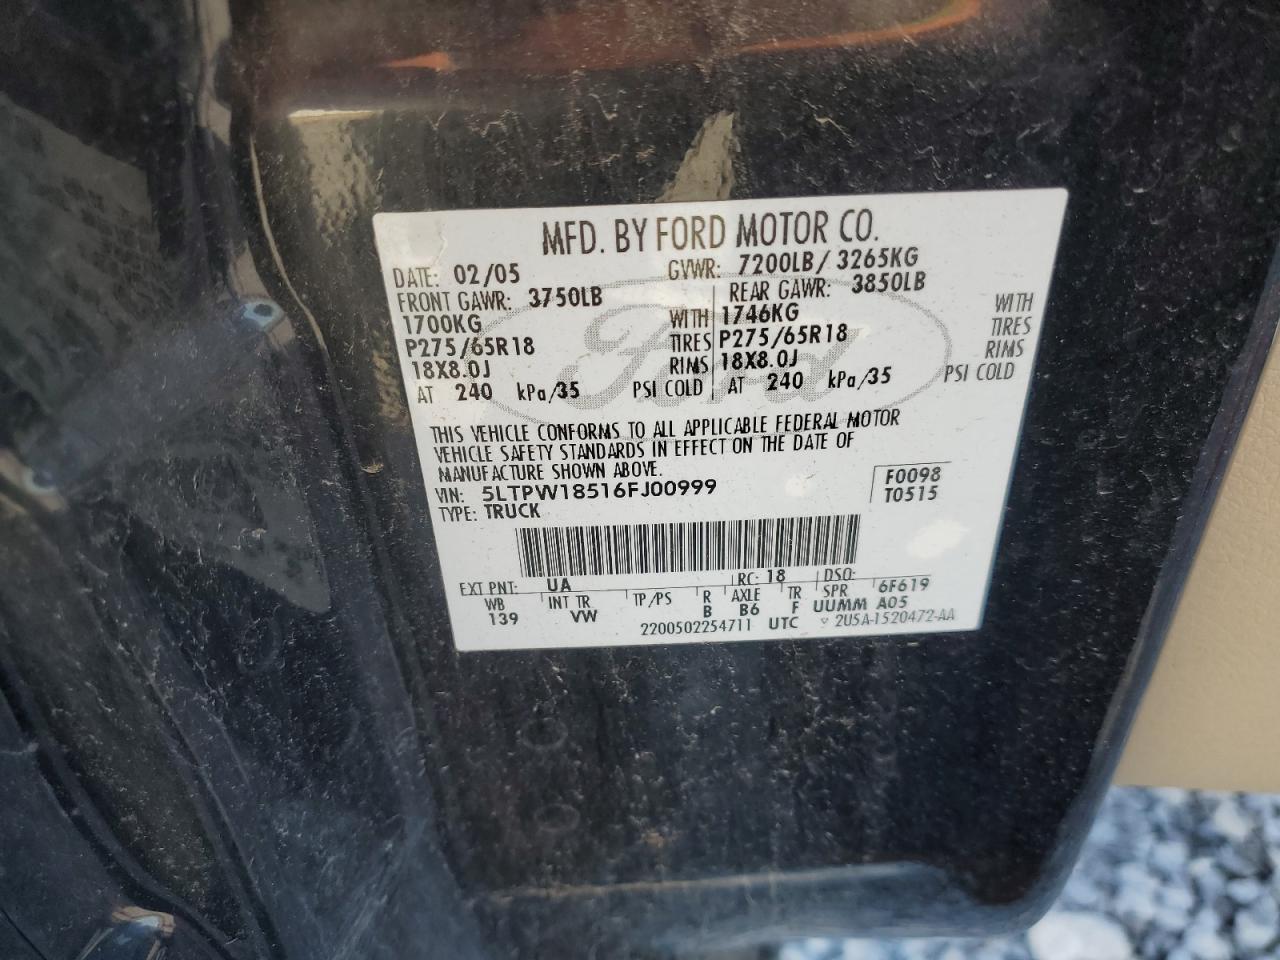 MFD. BY FORD MOTOR CO.
DATE: 02/05 GVWR: 7200LB/ 3265KG
FRONT GAWR: 3750LB REAR GAWR: 3850LB
1700KG WITH 1746KG WITH
P275/65R18 TIRES P275/65R18 TIRES
18X8.0J RIMS 18X8.0J RIMS
AT 240 kPa/35 PSI COLD AT 240 kPa/35 PSI COLD
Ford
THIS VEHICLE CONFORMS TO ALL APPLICABLE FEDERAL MOTOR
VEHICLE SAFETY STANDARDS IN EFFECT ON THE DATE OF
MANUFACTURE SHOWN ABOVE.
VIN: 5LTPW18516FJ00999 F0098
TYPE: TRUCK T0515
EXT PNT: UA RC: 18 DSO:
WB INT TR TP/PS R AXLE TR SPR 6F619
139 VW B B6 F UUMM A05
2200502254711 UTC 2U5A-1520472-AA